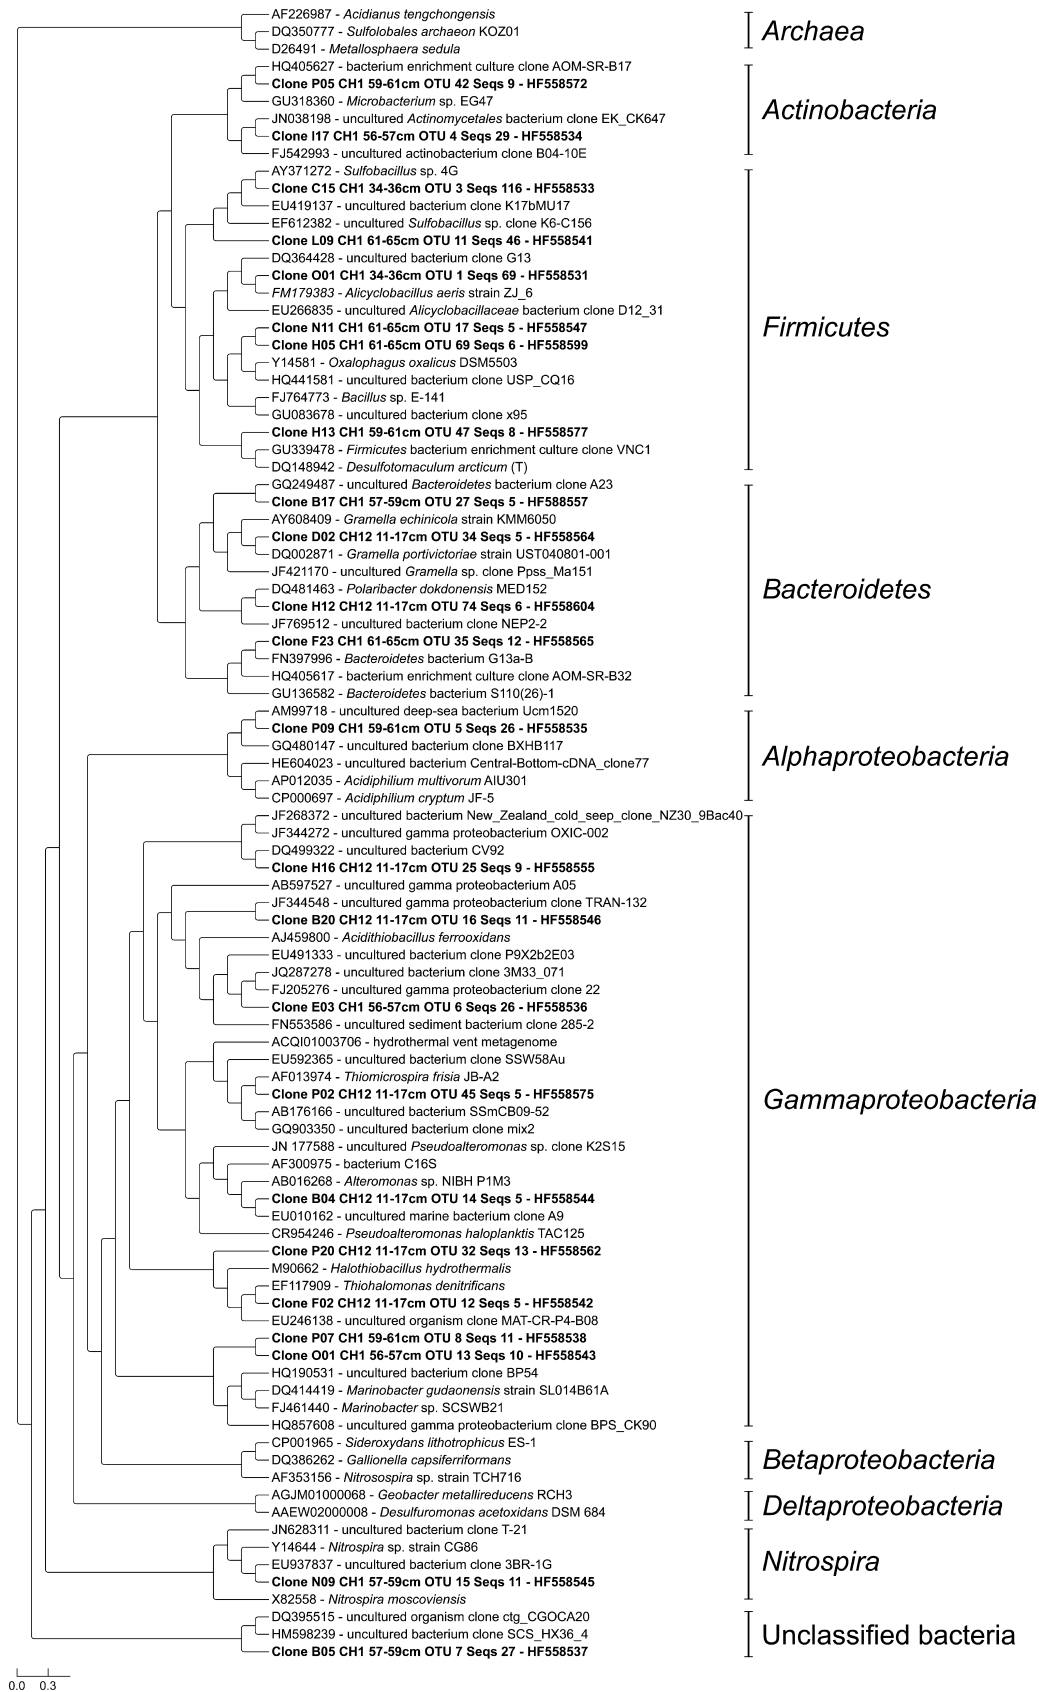 AF226987 - Acidianus tengchongensis
DQ350777 - Sulfolobales archaeon KOZ01
D26491 - Metallosphaera sedula
Archaea
HQ405627 - bacterium enrichment culture clone AOM-SR-B17
Clone P05 CH1 59-61cm OTU 42 Seqs 9 - HF558572
GU318360 - Microbacterium sp. EG47
JN038198 - uncultured Actinomycetales bacterium clone EK_CK647
Clone I17 CH1 56-57cm OTU 4 Seqs 29 - HF558534
FJ542993 - uncultured actinobacterium clone B04-10E
Actinobacteria
AY371272 - Sulfobacillus sp. 4G
Clone C15 CH1 34-36cm OTU 3 Seqs 116 - HF558533
EU419137 - uncultured bacterium clone K17bMU17
EF612382 - uncultured Sulfobacillus sp. clone K6-C156
Clone L09 CH1 61-65cm OTU 11 Seqs 46 - HF558541
DQ364428 - uncultured bacterium clone G13
Clone O01 CH1 34-36cm OTU 1 Seqs 69 - HF558531
FM179383 - Alicyclobacillus aeris strain ZJ_6
EU266835 - uncultured Alicyclobacillaceae bacterium clone D12_31
Clone N11 CH1 61-65cm OTU 17 Seqs 5 - HF558547
Clone H05 CH1 61-65cm OTU 69 Seqs 6 - HF558599
Y14581 - Oxalophagus oxalicus DSM5503
HQ441581 - uncultured bacterium clone USP_CQ16
FJ764773 - Bacillus sp. E-141
GU083678 - uncultured bacterium clone x95
Clone H13 CH1 59-61cm OTU 47 Seqs 8 - HF558577
GU339478 - Firmicutes bacterium enrichment culture clone VNC1
DQ148942 - Desulfotomaculum arcticum (T)
Firmicutes
GQ249487 - uncultured Bacteroidetes bacterium clone A23
Clone B17 CH1 57-59cm OTU 27 Seqs 5 - HF588557
AY608409 - Gramella echinicola strain KMM6050
Clone D02 CH12 11-17cm OTU 34 Seqs 5 - HF558564
DQ002871 - Gramella portivictoriae strain UST040801-001
JF421170 - uncultured Gramella sp. clone Ppss_Ma151
DQ481463 - Polaribacter dokdonensis MED152
Clone H12 CH12 11-17cm OTU 74 Seqs 6 - HF558604
JF769512 - uncultured bacterium clone NEP2-2
Clone F23 CH1 61-65cm OTU 35 Seqs 12 - HF558565
FN397996 - Bacteroidetes bacterium G13a-B
HQ405617 - bacterium enrichment culture clone AOM-SR-B32
GU136582 - Bacteroidetes bacterium S110(26)-1
Bacteroidetes
AM99718 - uncultured deep-sea bacterium Ucm1520
Clone P09 CH1 59-61cm OTU 5 Seqs 26 - HF558535
GQ480147 - uncultured bacterium clone BXHB117
HE604023 - uncultured bacterium Central-Bottom-cDNA_clone77
AP012035 - Acidiphilium multivorum AIU301
CP000697 - Acidiphilium cryptum JF-5
Alphaproteobacteria
JF268372 - uncultured bacterium New_Zealand_cold_seep_clone_NZ30_9Bac40
JF344272 - uncultured gamma proteobacterium OXIC-002
DQ499322 - uncultured bacterium CV92
Clone H16 CH12 11-17cm OTU 25 Seqs 9 - HF558555
AB597527 - uncultured gamma proteobacterium A05
JF344548 - uncultured gamma proteobacterium clone TRAN-132
Clone B20 CH12 11-17cm OTU 16 Seqs 11 - HF558546
AJ459800 - Acidithiobacillus ferrooxidans
EU491333 - uncultured bacterium clone P9X2b2E03
JQ287278 - uncultured bacterium clone 3M33_071
FJ205276 - uncultured gamma proteobacterium clone 22
Clone E03 CH1 56-57cm OTU 6 Seqs 26 - HF558536
FN553586 - uncultured sediment bacterium clone 285-2
ACQI01003706 - hydrothermal vent metagenome
EU592365 - uncultured bacterium clone SSW58Au
AF013974 - Thiomicrospira frisia JB-A2
Clone P02 CH12 11-17cm OTU 45 Seqs 5 - HF558575
AB176166 - uncultured bacterium SSmCB09-52
GQ903350 - uncultured bacterium clone mix2
JN 177588 - uncultured Pseudoalteromonas sp. clone K2S15
AF300975 - bacterium C16S
AB016268 - Alteromonas sp. NIBH P1M3
Clone B04 CH12 11-17cm OTU 14 Seqs 5 - HF558544
EU010162 - uncultured marine bacterium clone A9
CR954246 - Pseudoalteromonas haloplanktis TAC125
Clone P20 CH12 11-17cm OTU 32 Seqs 13 - HF558562
M90662 - Halothiobacillus hydrothermalis
EF117909 - Thiohalomonas denitrificans
Clone F02 CH12 11-17cm OTU 12 Seqs 5 - HF558542
EU246138 - uncultured organism clone MAT-CR-P4-B08
Clone P07 CH1 59-61cm OTU 8 Seqs 11 - HF558538
Clone O01 CH1 56-57cm OTU 13 Seqs 10 - HF558543
HQ190531 - uncultured bacterium clone BP54
DQ414419 - Marinobacter gudaonensis strain SL014B61A
FJ461440 - Marinobacter sp. SCSWB21
HQ857608 - uncultured gamma proteobacterium clone BPS_CK90
Gammaproteobacteria
CP001965 - Sideroxydans lithotrophicus ES-1
DQ386262 - Gallionella capsiferriformans
AF353156 - Nitrosospira sp. strain TCH716
Betaproteobacteria
AGJM01000068 - Geobacter metallireducens RCH3
AAEW02000008 - Desulfuromonas acetoxidans DSM 684
Deltaproteobacteria
JN628311 - uncultured bacterium clone T-21
Y14644 - Nitrospira sp. strain CG86
EU937837 - uncultured bacterium clone 3BR-1G
Clone N09 CH1 57-59cm OTU 15 Seqs 11 - HF558545
X82558 - Nitrospira moscoviensis
Nitrospira
DQ395515 - uncultured organism clone ctg_CGOCA20
HM598239 - uncultured bacterium clone SCS_HX36_4
Clone B05 CH1 57-59cm OTU 7 Seqs 27 - HF558537
Unclassified bacteria
0.0 0.3